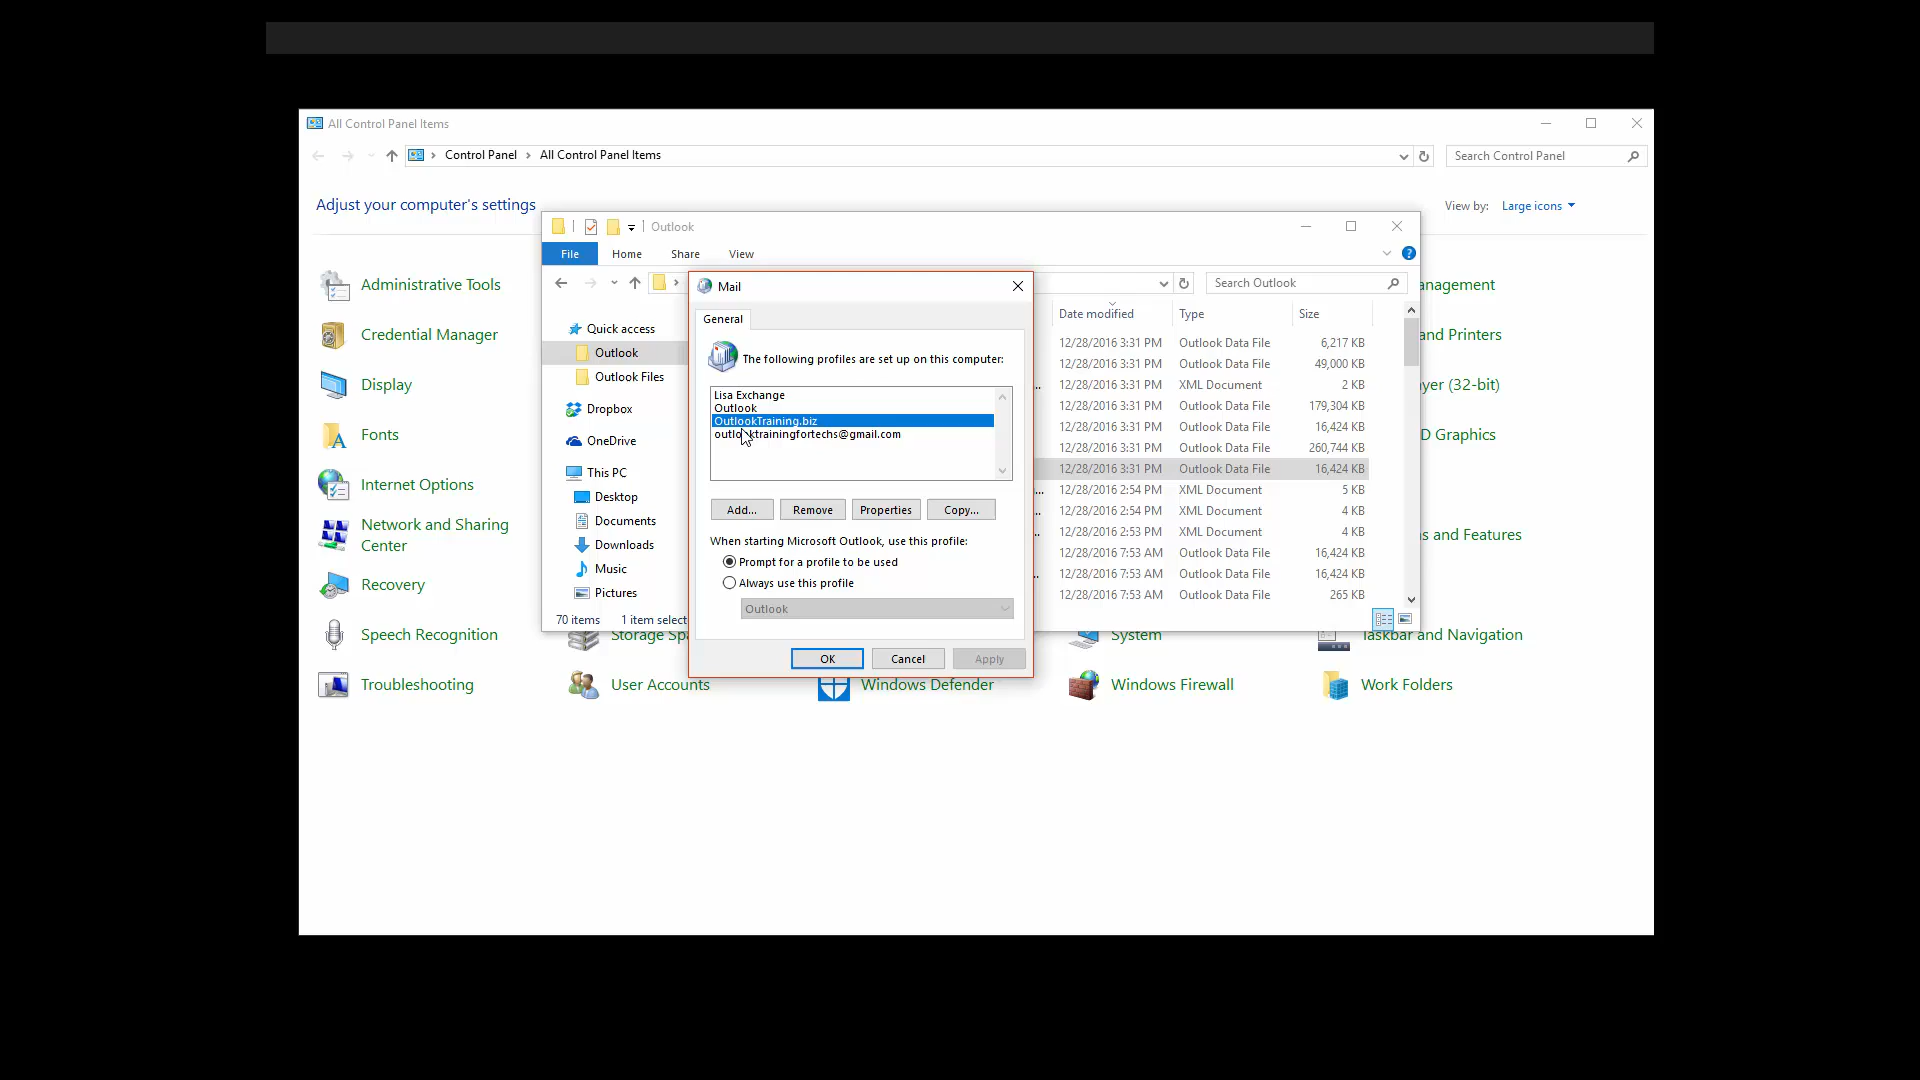 All Control Panel Items
Control Panel > All Control Panel Items
Search Control Panel
Adjust your computer's settings
View by: Large icons
Administrative Tools
Credential Manager
Display
Fonts
Internet Options
Network and Sharing
Center
Recovery
Speech Recognition
Troubleshooting
User Accounts
Windows Defender
System
Windows Firewall
Taskbar and Navigation
Work Folders
anagement
and Printers
ayer (32-bit)
D Graphics
s and Features
Storage Spa
Outlook
File
Home
Share
View
Search Outlook
Quick access
Outlook
Outlook Files
Dropbox
OneDrive
This PC
Desktop
Documents
Downloads
Music
Pictures
70 items 1 item select
Date modified Type Size
12/28/2016 3:31 PM Outlook Data File 6,217 KB
12/28/2016 3:31 PM Outlook Data File 49,000 KB
... 12/28/2016 3:31 PM XML Document 2 KB
12/28/2016 3:31 PM Outlook Data File 179,304 KB
12/28/2016 3:31 PM Outlook Data File 16,424 KB
12/28/2016 3:31 PM Outlook Data File 260,744 KB
12/28/2016 3:31 PM Outlook Data File 16,424 KB
... 12/28/2016 2:54 PM XML Document 5 KB
.. 12/28/2016 2:54 PM XML Document 4 KB
.. 12/28/2016 2:53 PM XML Document 4 KB
12/28/2016 7:53 AM Outlook Data File 16,424 KB
.. 12/28/2016 7:53 AM Outlook Data File 16,424 KB
12/28/2016 7:53 AM Outlook Data File 265 KB
Mail
General
The following profiles are set up on this computer:
Lisa Exchange
Outlook
OutlookTraining.biz
outlooktrainingfortechs@gmail.com
Add... Remove Properties Copy...
When starting Microsoft Outlook, use this profile:
Prompt for a profile to be used
Always use this profile
Outlook
OK Cancel Apply